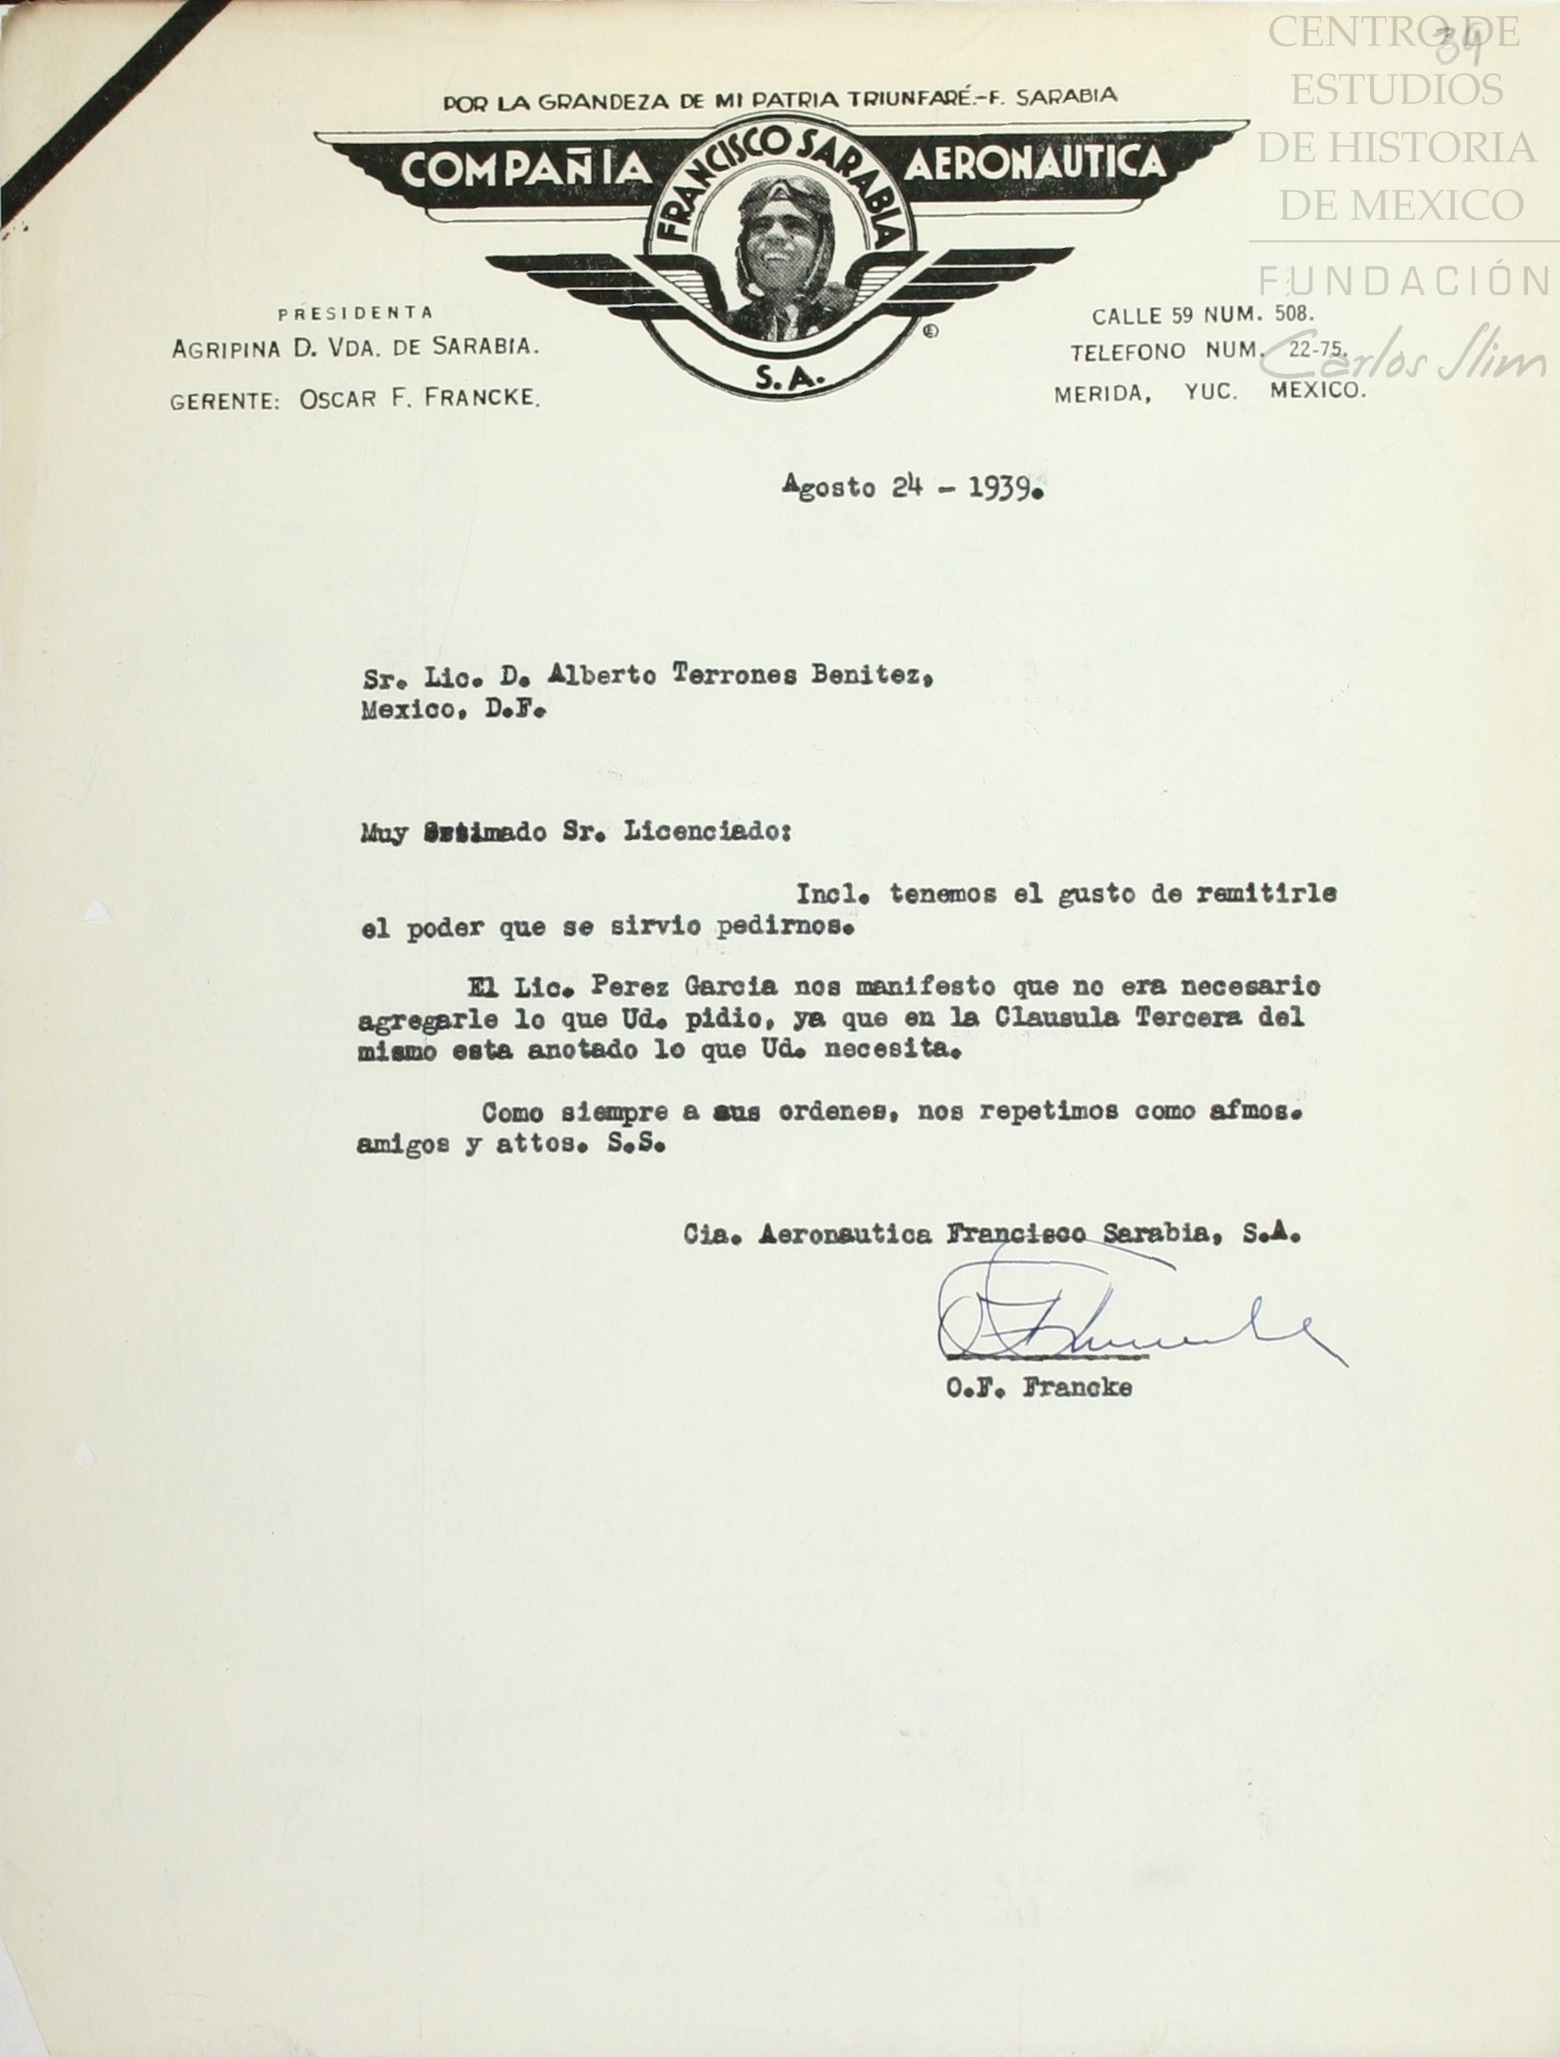 34
CENTRO DE
ESTUDIOS
DE HISTORIA
DE MEXICO
FUNDACIÓN
Carlos Slim
POR LA GRANDEZA DE MI PATRIA TRIUNFARÉ.-F. SARABIA
COMPAÑIA FRANCISCO SARABIA AERONAUTICA
S.A.
PRESIDENTA
AGRIPINA D. VDA. DE SARABIA.
GERENTE: OSCAR F. FRANCKE.
CALLE 59 NUM. 508.
TELEFONO NUM. 22-75.
MERIDA, YUC. MEXICO.
Agosto 24 - 1939.
Sr. Lic. D. Alberto Terrones Benitez,
Mexico, D.F.
Muy estimado Sr. Licenciado:
Incl. tenemos el gusto de remitirle
el poder que se sirvio pedirnos.
El Lic. Perez Garcia nos manifesto que no era necesario
agregarle lo que Ud. pidio, ya que en la Clausula Tercera del
mismo esta anotado lo que Ud. necesita.
Como siempre a sus ordenes, nos repetimos como afmos.
amigos y attos. S.S.
Cia. Aeronautica Francisco Sarabia, S.A.
O.F. Francke